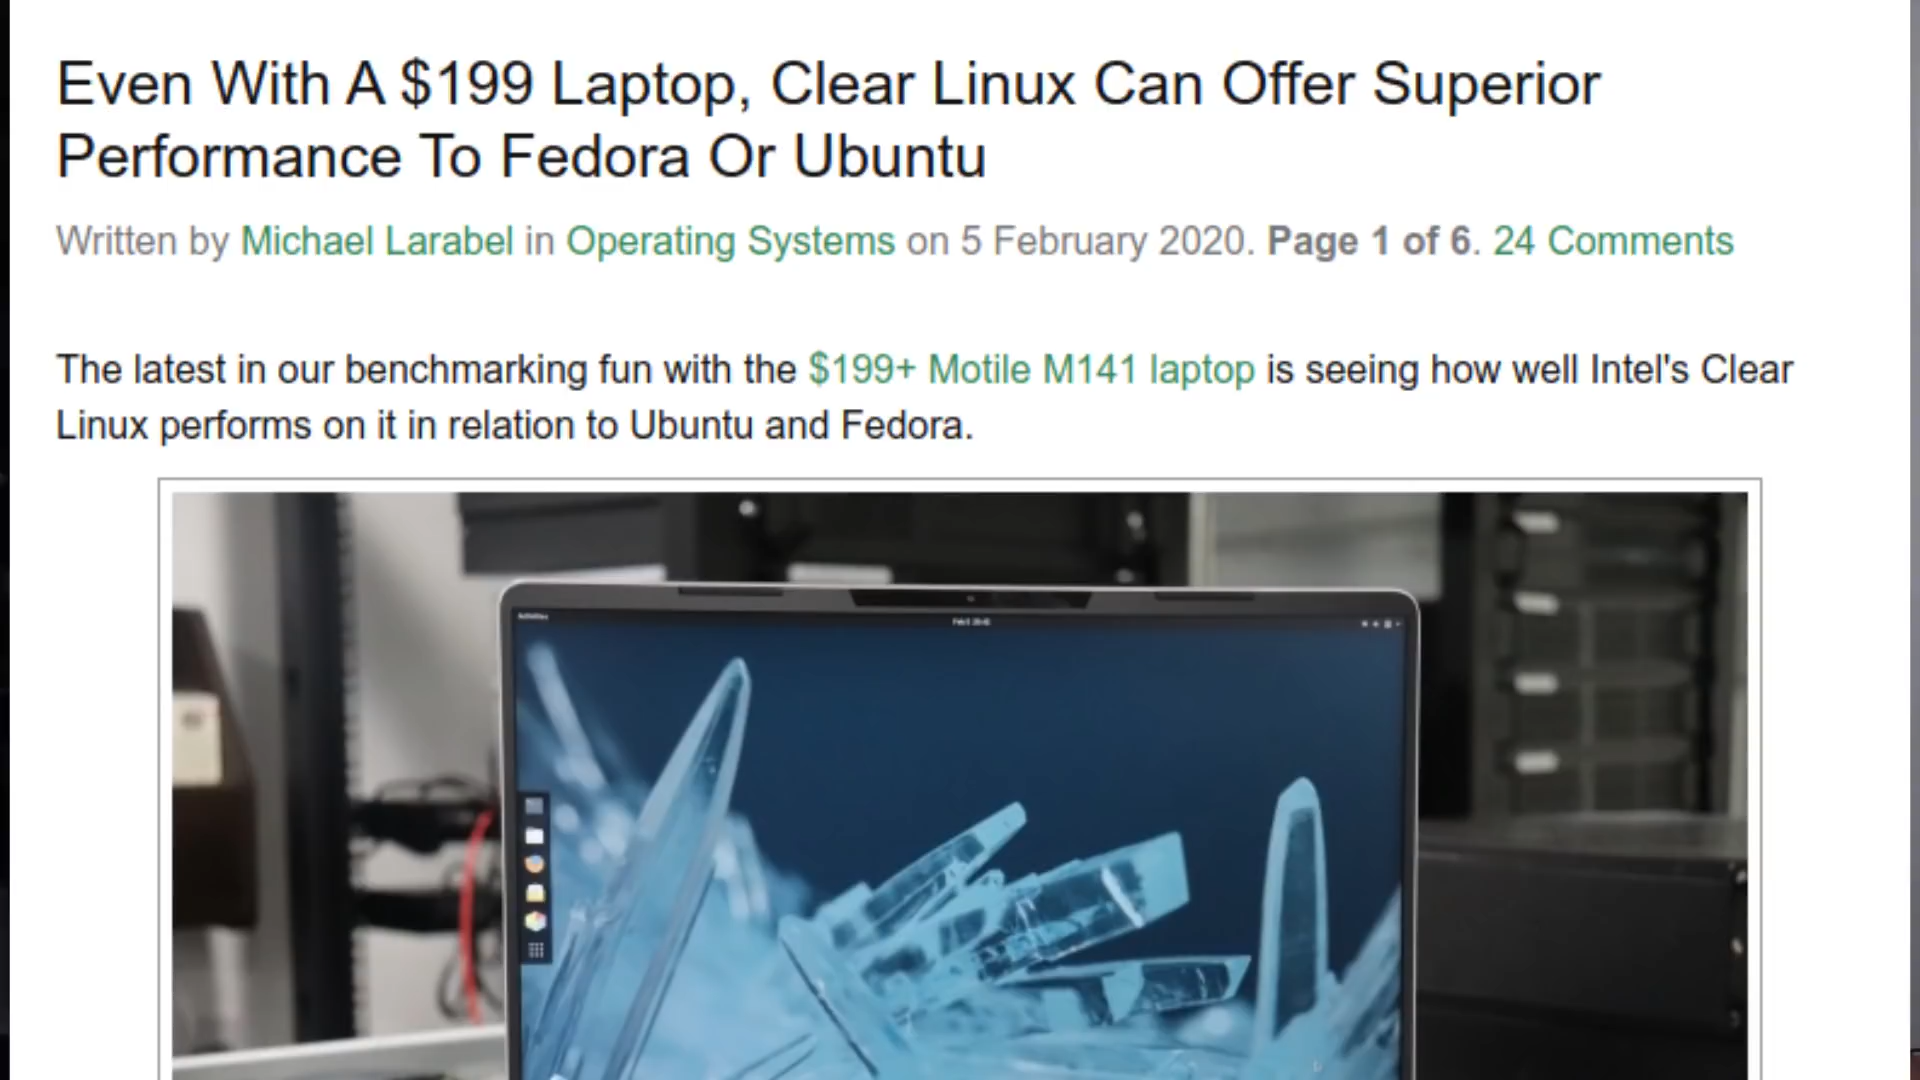 Even With A $199 Laptop, Clear Linux Can Offer Superior
Performance To Fedora Or Ubuntu
Written by Michael Larabel in Operating Systems on 5 February 2020. Page 1 of 6. 24 Comments
The latest in our benchmarking fun with the $199+ Motile M141 laptop is seeing how well Intel's Clear
Linux performs on it in relation to Ubuntu and Fedora.
Activities